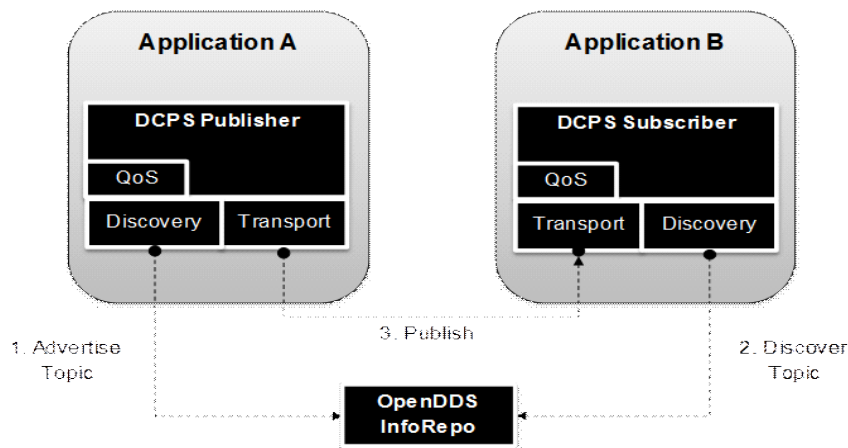 Application A
DCPS Publisher
QoS
Discovery
Transport
Application B
DCPS Subscriber
QoS
Transport
Discovery
1. Advertise
Topic
3. Publish
2. Discover
Topic
OpenDDS
InfoRepo